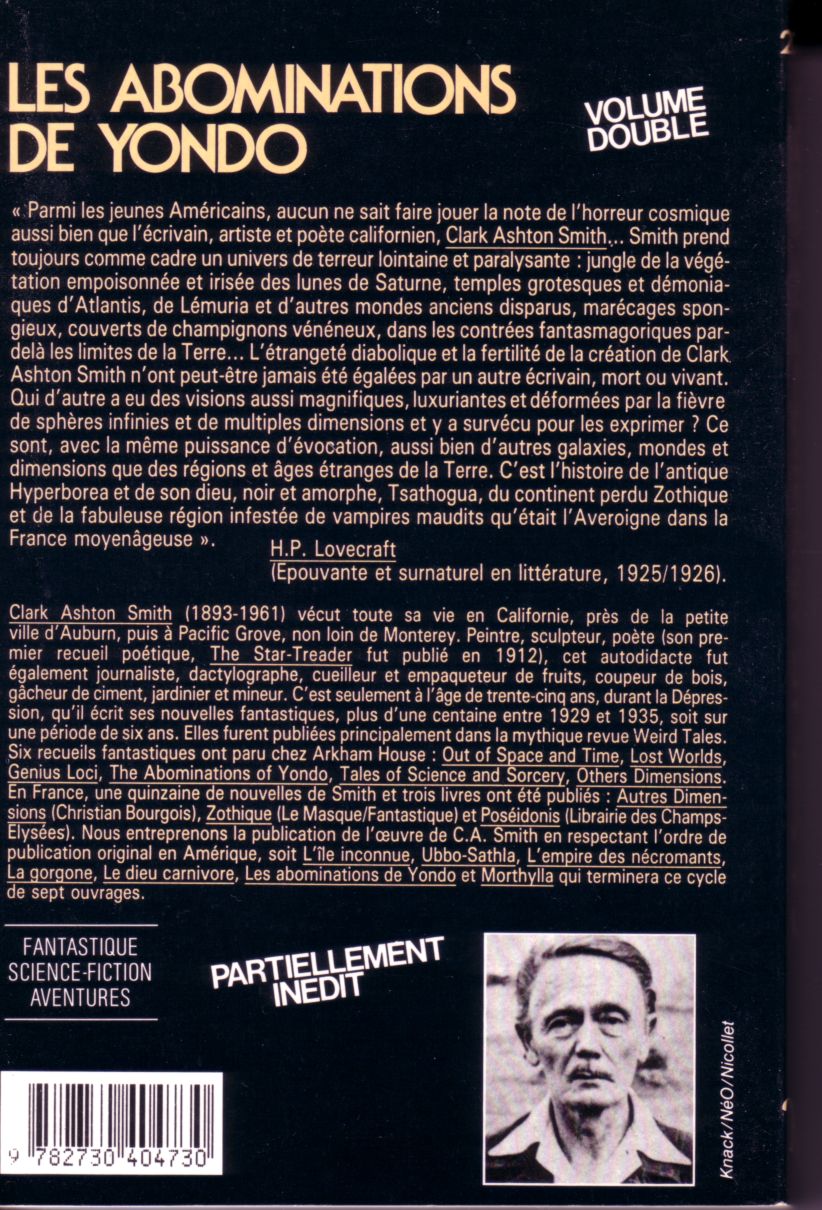 LES ABOMINATIONS
DE YONDO
VOLUME
DOUBLE
« Parmi les jeunes Américains, aucun ne sait faire jouer la note de l'horreur cosmique
aussi bien que l'écrivain, artiste et poète californien, Clark Ashton Smith... Smith prend
toujours comme cadre un univers de terreur lointaine et paralysante : jungle de la végé-
tation empoisonnée et irisée des lunes de Saturne, temples grotesques et démonia-
ques d'Atlantis, de Lémuria et d'autres mondes anciens disparus, marécages spon-
gieux, couverts de champignons vénéneux, dans les contrées fantasmagoriques par-
delà les limites de la Terre... L'étrangeté diabolique et la fertilité de la création de Clark
Ashton Smith n'ont peut-être jamais été égalées par un autre écrivain, mort ou vivant.
Qui d'autre a eu des visions aussi magnifiques, luxuriantes et déformées par la fièvre
de sphères infinies et de multiples dimensions et y a survécu pour les exprimer ? Ce
sont, avec la même puissance d'évocation, aussi bien d'autres galaxies, mondes et
dimensions que des régions et âges étranges de la Terre. C'est l'histoire de l'antique
Hyperborea et de son dieu, noir et amorphe, Tsathogua, du continent perdu Zothique
et de la fabuleuse région infestée de vampires maudits qu'était l'Averoigne dans la
France moyenâgeuse ».
H.P. Lovecraft
(Epouvante et surnaturel en littérature, 1925/1926).
Clark Ashton Smith (1893-1961) vécut toute sa vie en Californie, près de la petite
ville d'Auburn, puis à Pacific Grove, non loin de Monterey. Peintre, sculpteur, poète (son pre-
mier recueil poétique, The Star-Treader fut publié en 1912), cet autodidacte fut
également journaliste, dactylographe, cueilleur et empaqueteur de fruits, coupeur de bois,
gâcheur de ciment, jardinier et mineur. C'est seulement à l'âge de trente-cinq ans, durant la Dépres-
sion, qu'il écrit ses nouvelles fantastiques, plus d'une centaine entre 1929 et 1935, soit sur
une période de six ans. Elles furent publiées principalement dans la mythique revue Weird Tales.
Six recueils fantastiques ont paru chez Arkham House : Out of Space and Time, Lost Worlds,
Genius Loci, The Abominations of Yondo, Tales of Science and Sorcery, Others Dimensions.
En France, une quinzaine de nouvelles de Smith et trois livres ont été publiés : Autres Dimen-
sions (Christian Bourgois), Zothique (Le Masque/Fantastique) et Poséidonis (Librairie des Champs-
Elysées). Nous entreprenons la publication de l'œuvre de C.A. Smith en respectant l'ordre de
publication original en Amérique, soit L'île inconnue, Ubbo-Sathla, L'empire des nécromants,
La gorgone, Le dieu carnivore, Les abominations de Yondo et Morthylla qui terminera ce cycle
de sept ouvrages.
FANTASTIQUE
SCIENCE-FICTION
AVENTURES
PARTIELLEMENT
INEDIT
Knack/NéO/Nicollet
9 782730 404730